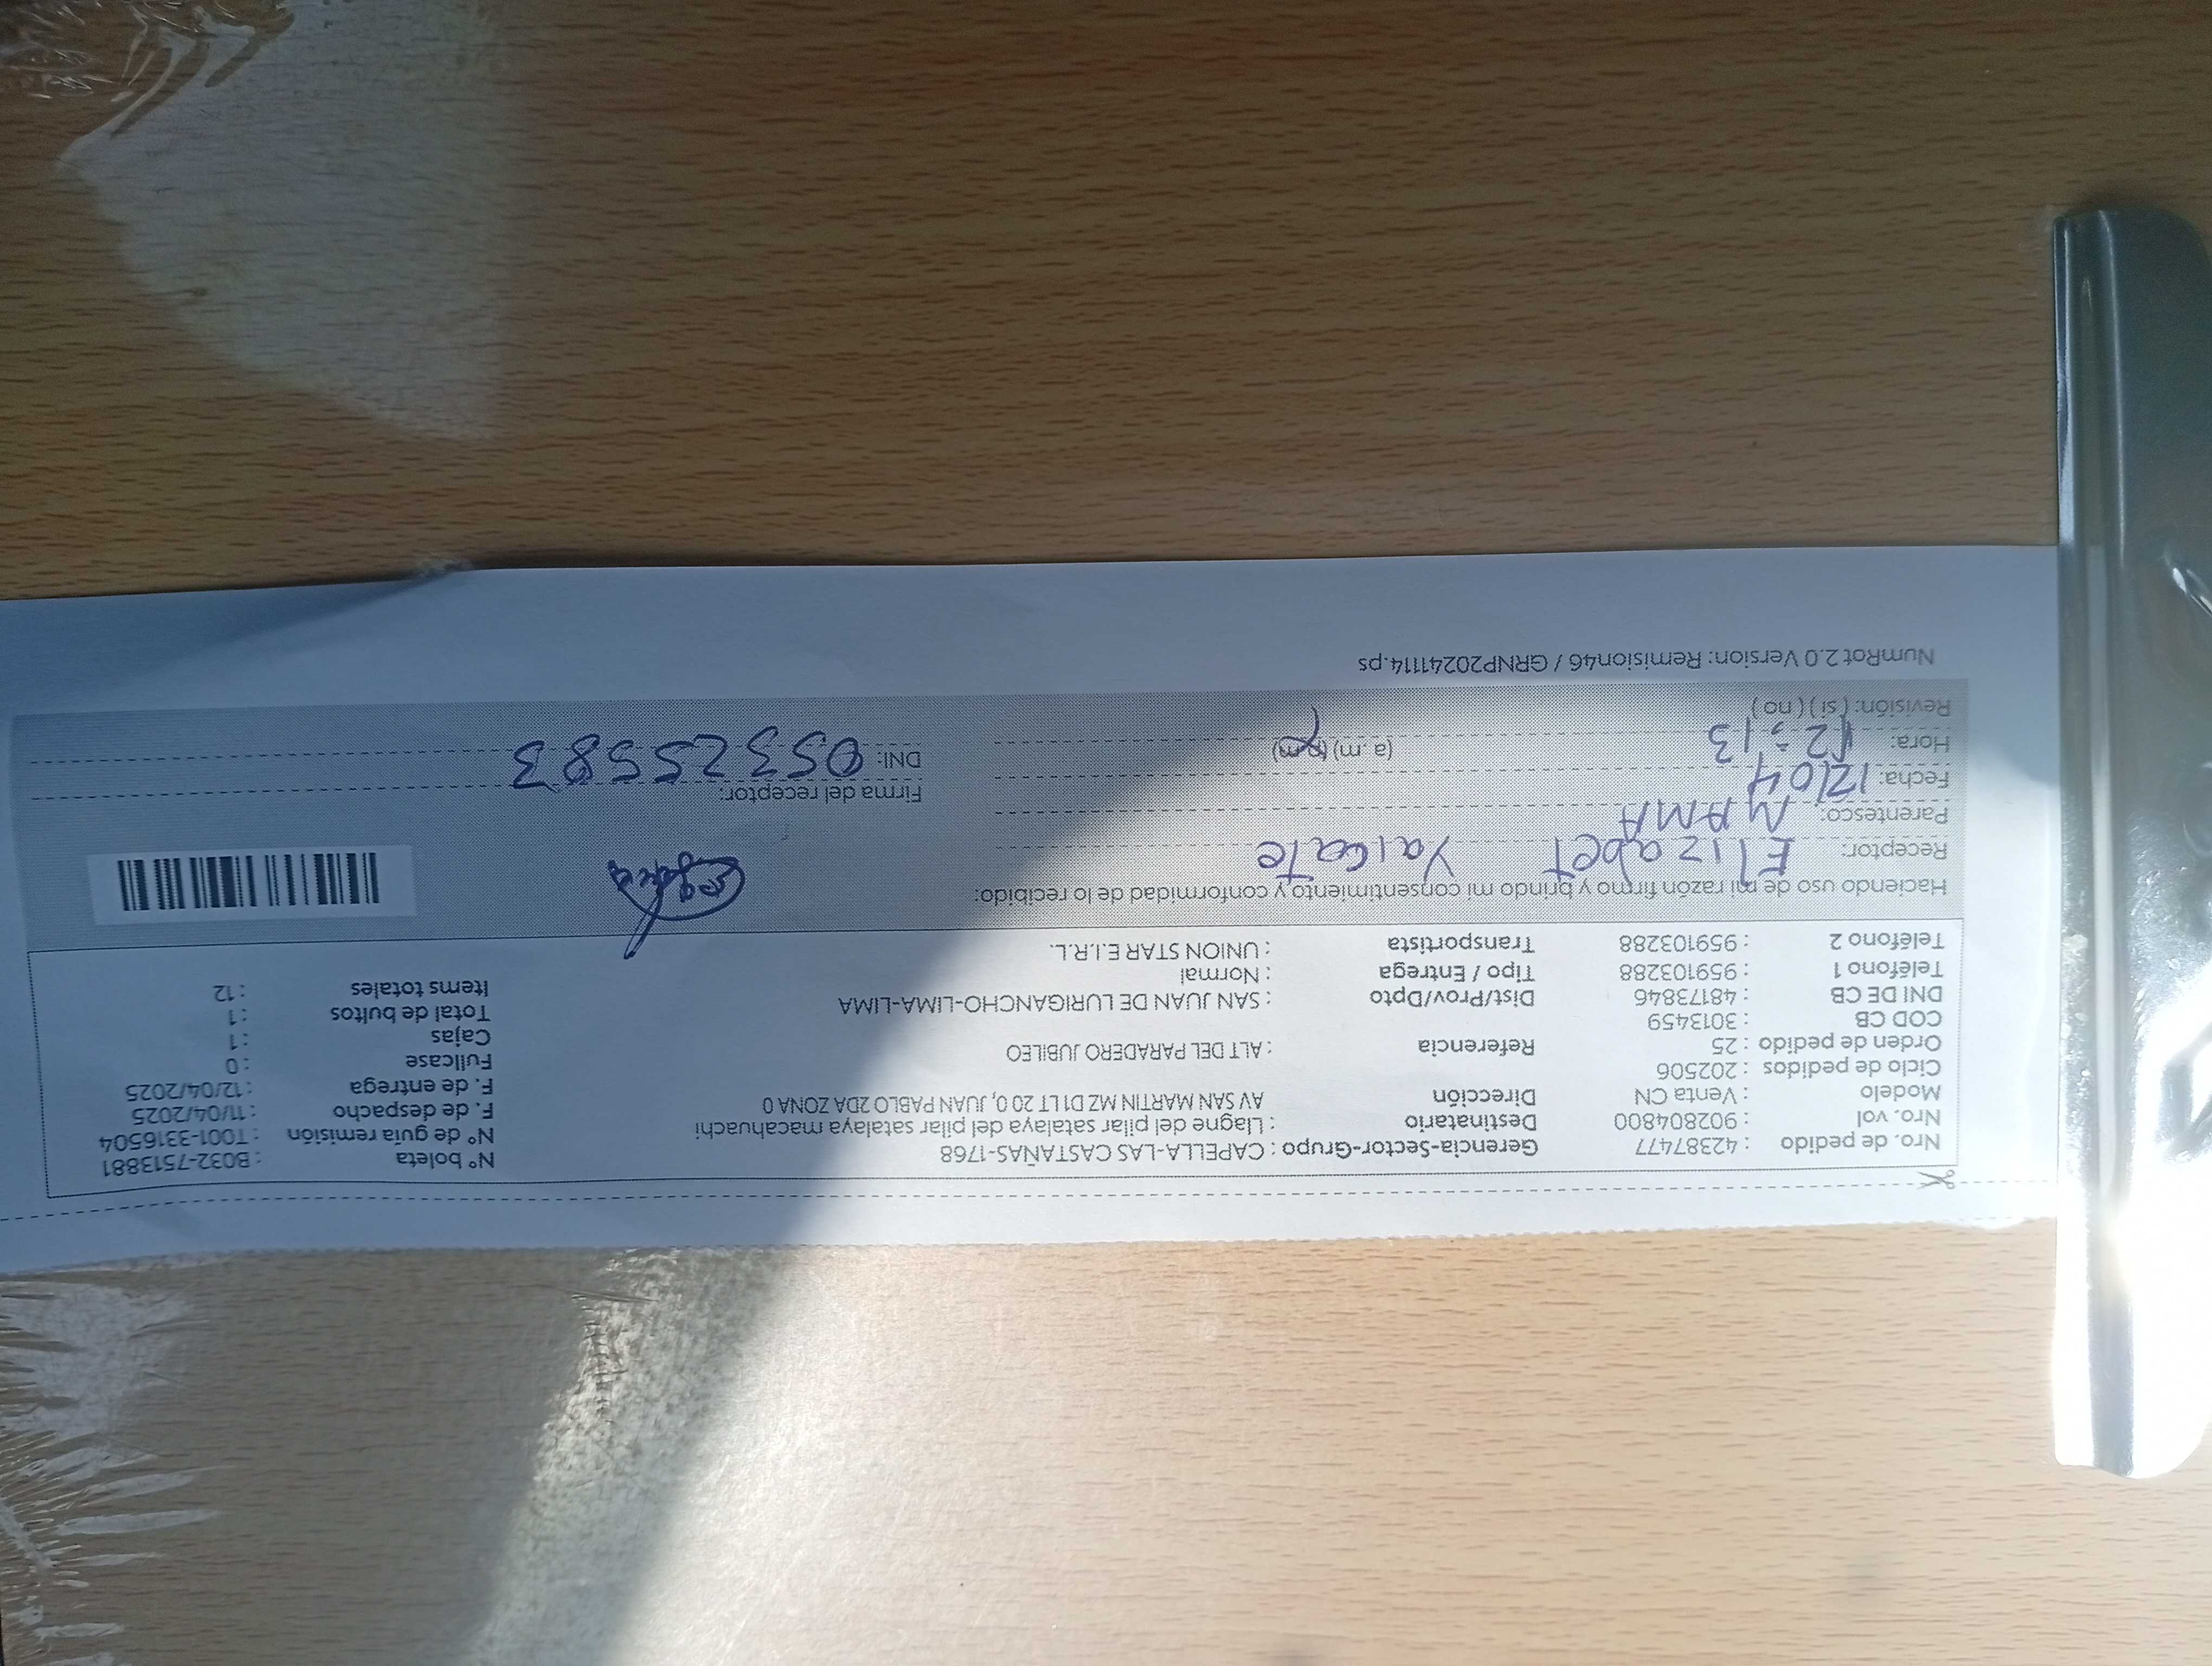 Nro. de pedido : 42387477 Gerencia-Sector-Grupo : CAPELLA-LAS CASTAÑAS-1768 N° boleta : B032-7513881
Nro. vol : 902804800 Destinatario : Llagne del pilar satalaya del pilar satalaya macahuachi N° de guía remisión : T001-3316504
Modelo : Venta CN Dirección AV SAN MARTIN MZ D1 LT 20 0, JUAN PABLO 2DA ZONA 0 F. de despacho : 11/04/2025
Ciclo de pedidos : 202506 F. de entrega : 12/04/2025
Orden de pedido : 25 Referencia : ALT DEL PARADERO JUBILEO Fullcase : 0
COD CB : 3013459 Cajas : 1
DNI DE CB : 48173846 Dist/Prov/Dpto : SAN JUAN DE LURIGANCHO-LIMA-LIMA Total de bultos : 1
Teléfono 1 : 959103288 Tipo / Entrega : Normal Items totales : 12
Teléfono 2 : 959103288 Transportista : UNION STAR E.I.R.L.
Haciendo uso de mi razón firmo y brindo mi consentimiento y conformidad de lo recibido:
Receptor: Elizabet Yaicate
Parentesco: MAMA
Fecha: 12/04 Firma del receptor:
Hora: 12:13 (a. m) (p. m) DNI: 05325583
Revisión: ( si ) ( no )
NumRot 2.0 Version: Remision46 / GRNP20241114.ps